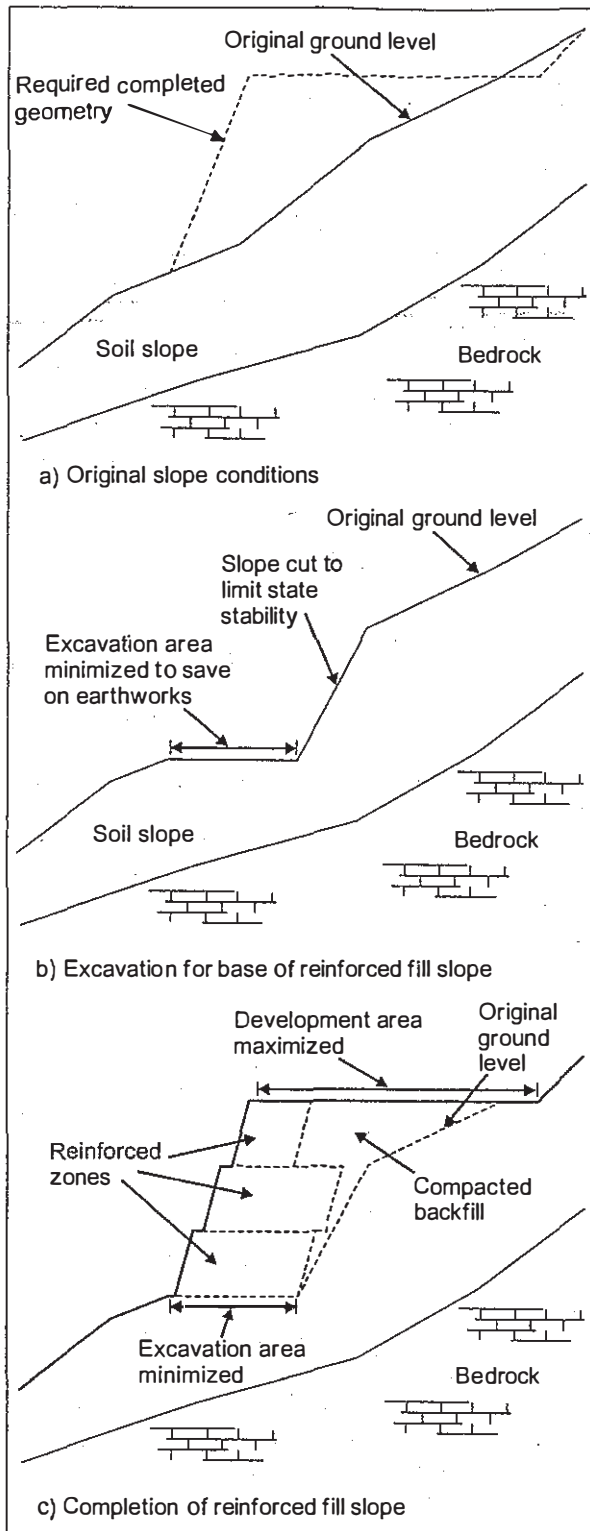 Original ground level
Required completed
geometry
Soil slope
Bedrock
a) Original slope conditions
Original ground level
Slope cut to
limit state
stability
Excavation area
minimized to save
on earthworks
Soil slope
Bedrock
b) Excavation for base of reinforced fill slope
Development area
maximized
Original
ground
level
Reinforced
zones
Compacted
backfill
Excavation area
minimized
Bedrock
c) Completion of reinforced fill slope